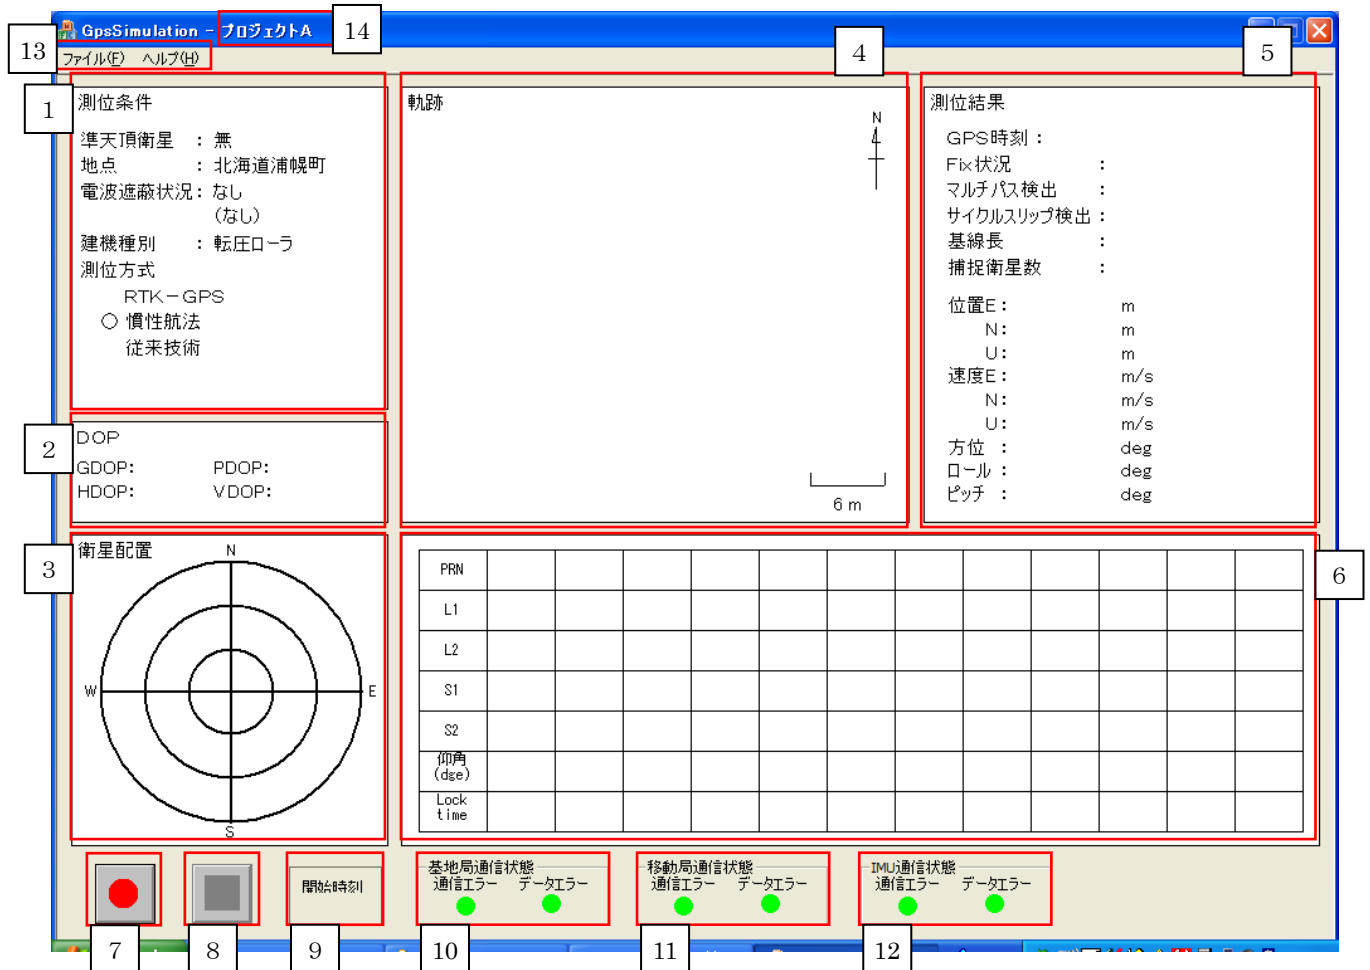 GpsSimulation - プロジェクトA
14
13
ファイル(F) ヘルプ(H)
4
5
1
測位条件
準天頂衛星 : 無
地点 : 北海道浦幌町
電波遮蔽状況 : なし
(なし)
建機種別 : 転圧ローラ
測位方式
RTK－GPS
○ 慣性航法
従来技術
2
DOP
GDOP: PDOP:
HDOP: VDOP:
3
衛星配置
N
W
E
S
軌跡
N
6 m
測位結果
GPS時刻 :
Fix状況 :
マルチパス検出 :
サイクルスリップ検出 :
基線長 :
捕捉衛星数 :
位置E : m
N : m
U : m
速度E : m/s
N : m/s
U : m/s
方位 : deg
ロール : deg
ピッチ : deg
6
PRN
L1
L2
S1
S2
仰角
(dge)
Lock
time
開始時刻
基地局通信状態
通信エラー データエラー
移動局通信状態
通信エラー データエラー
IMU通信状態
通信エラー データエラー
7
8
9
10
11
12